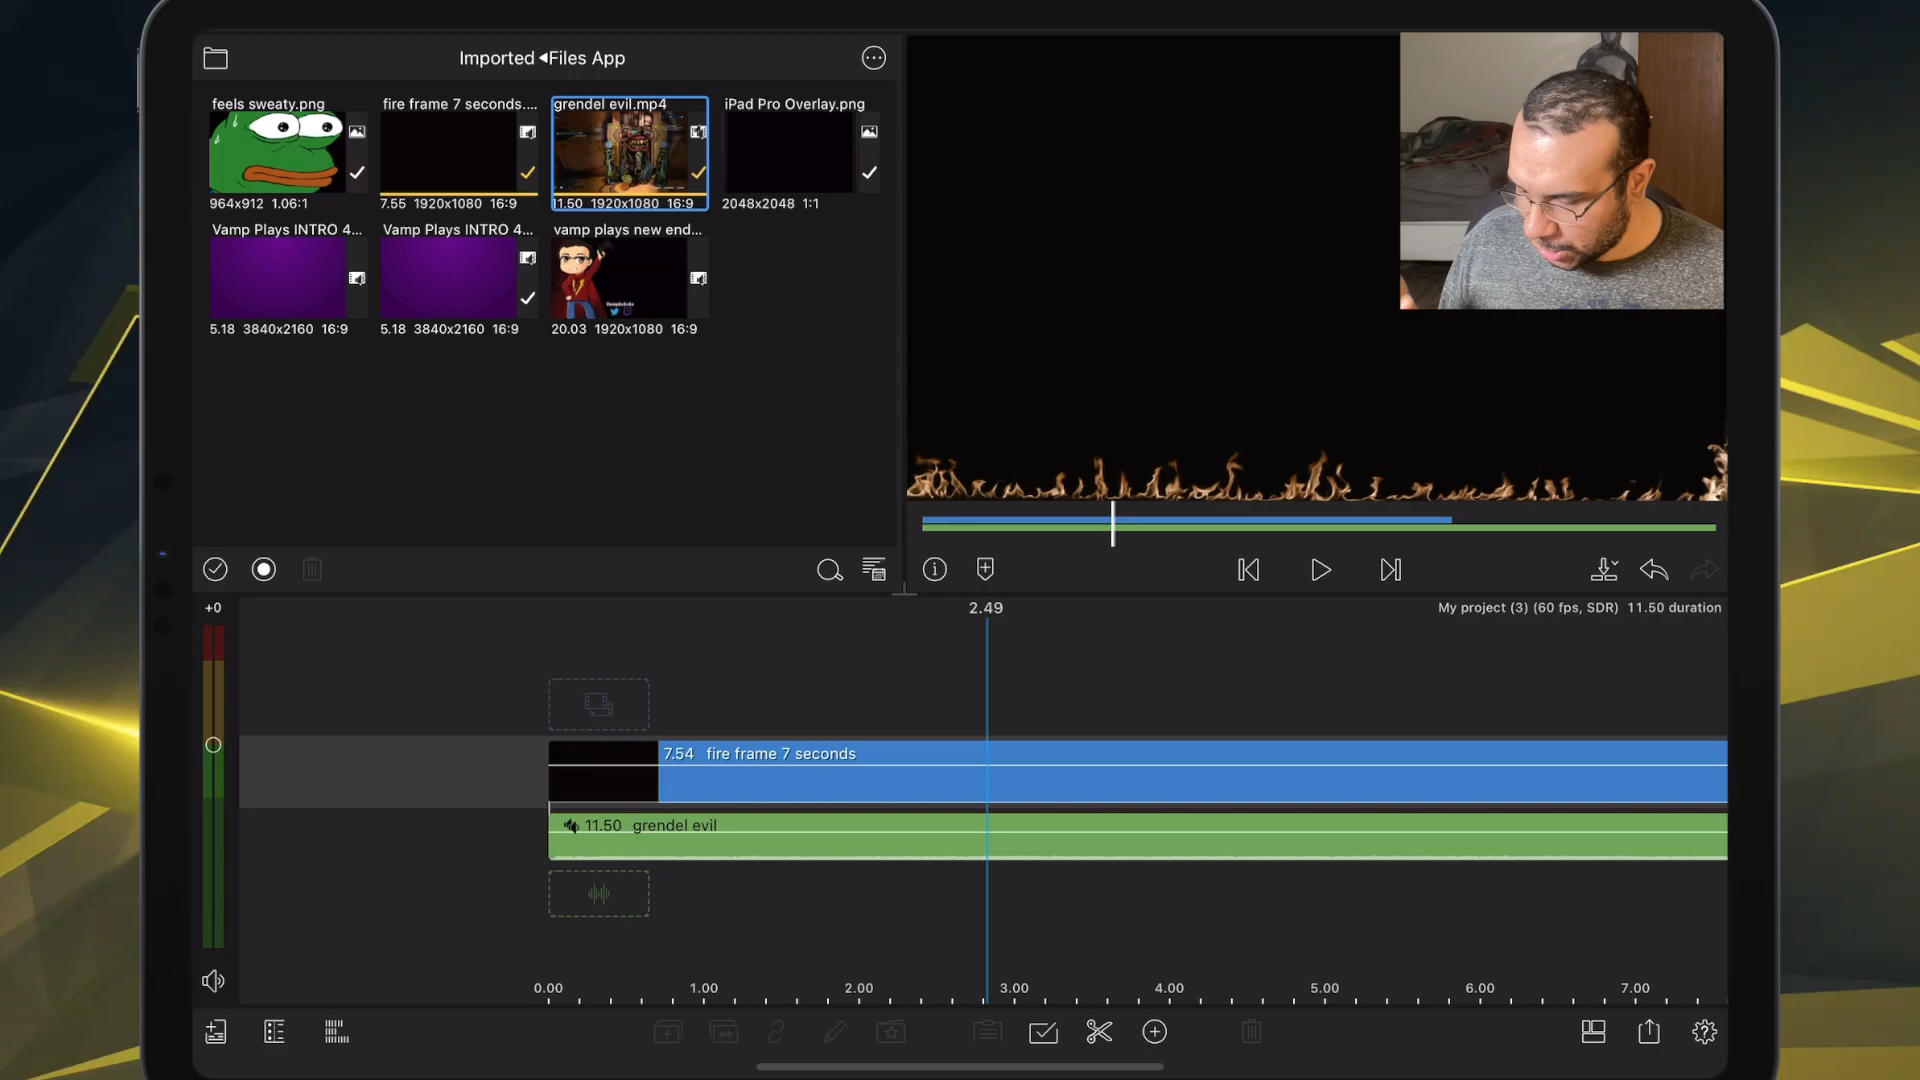 Imported ◀Files App
feels sweaty.png
fire frame 7 seconds....
grendel evil.mp4
iPad Pro Overlay.png
964x912 1.06:1
7.55 1920x1080 16:9
11.50 1920x1080 16:9
2048x2048 1:1
Vamp Plays INTRO 4...
Vamp Plays INTRO 4...
vamp plays new end...
5.18 3840x2160 16:9
5.18 3840x2160 16:9
20.03 1920x1080 16:9
+0
2.49
My project (3) (60 fps, SDR) 11.50 duration
7.54 fire frame 7 seconds
11.50 grendel evil
0.00 1.00 2.00 3.00 4.00 5.00 6.00 7.00